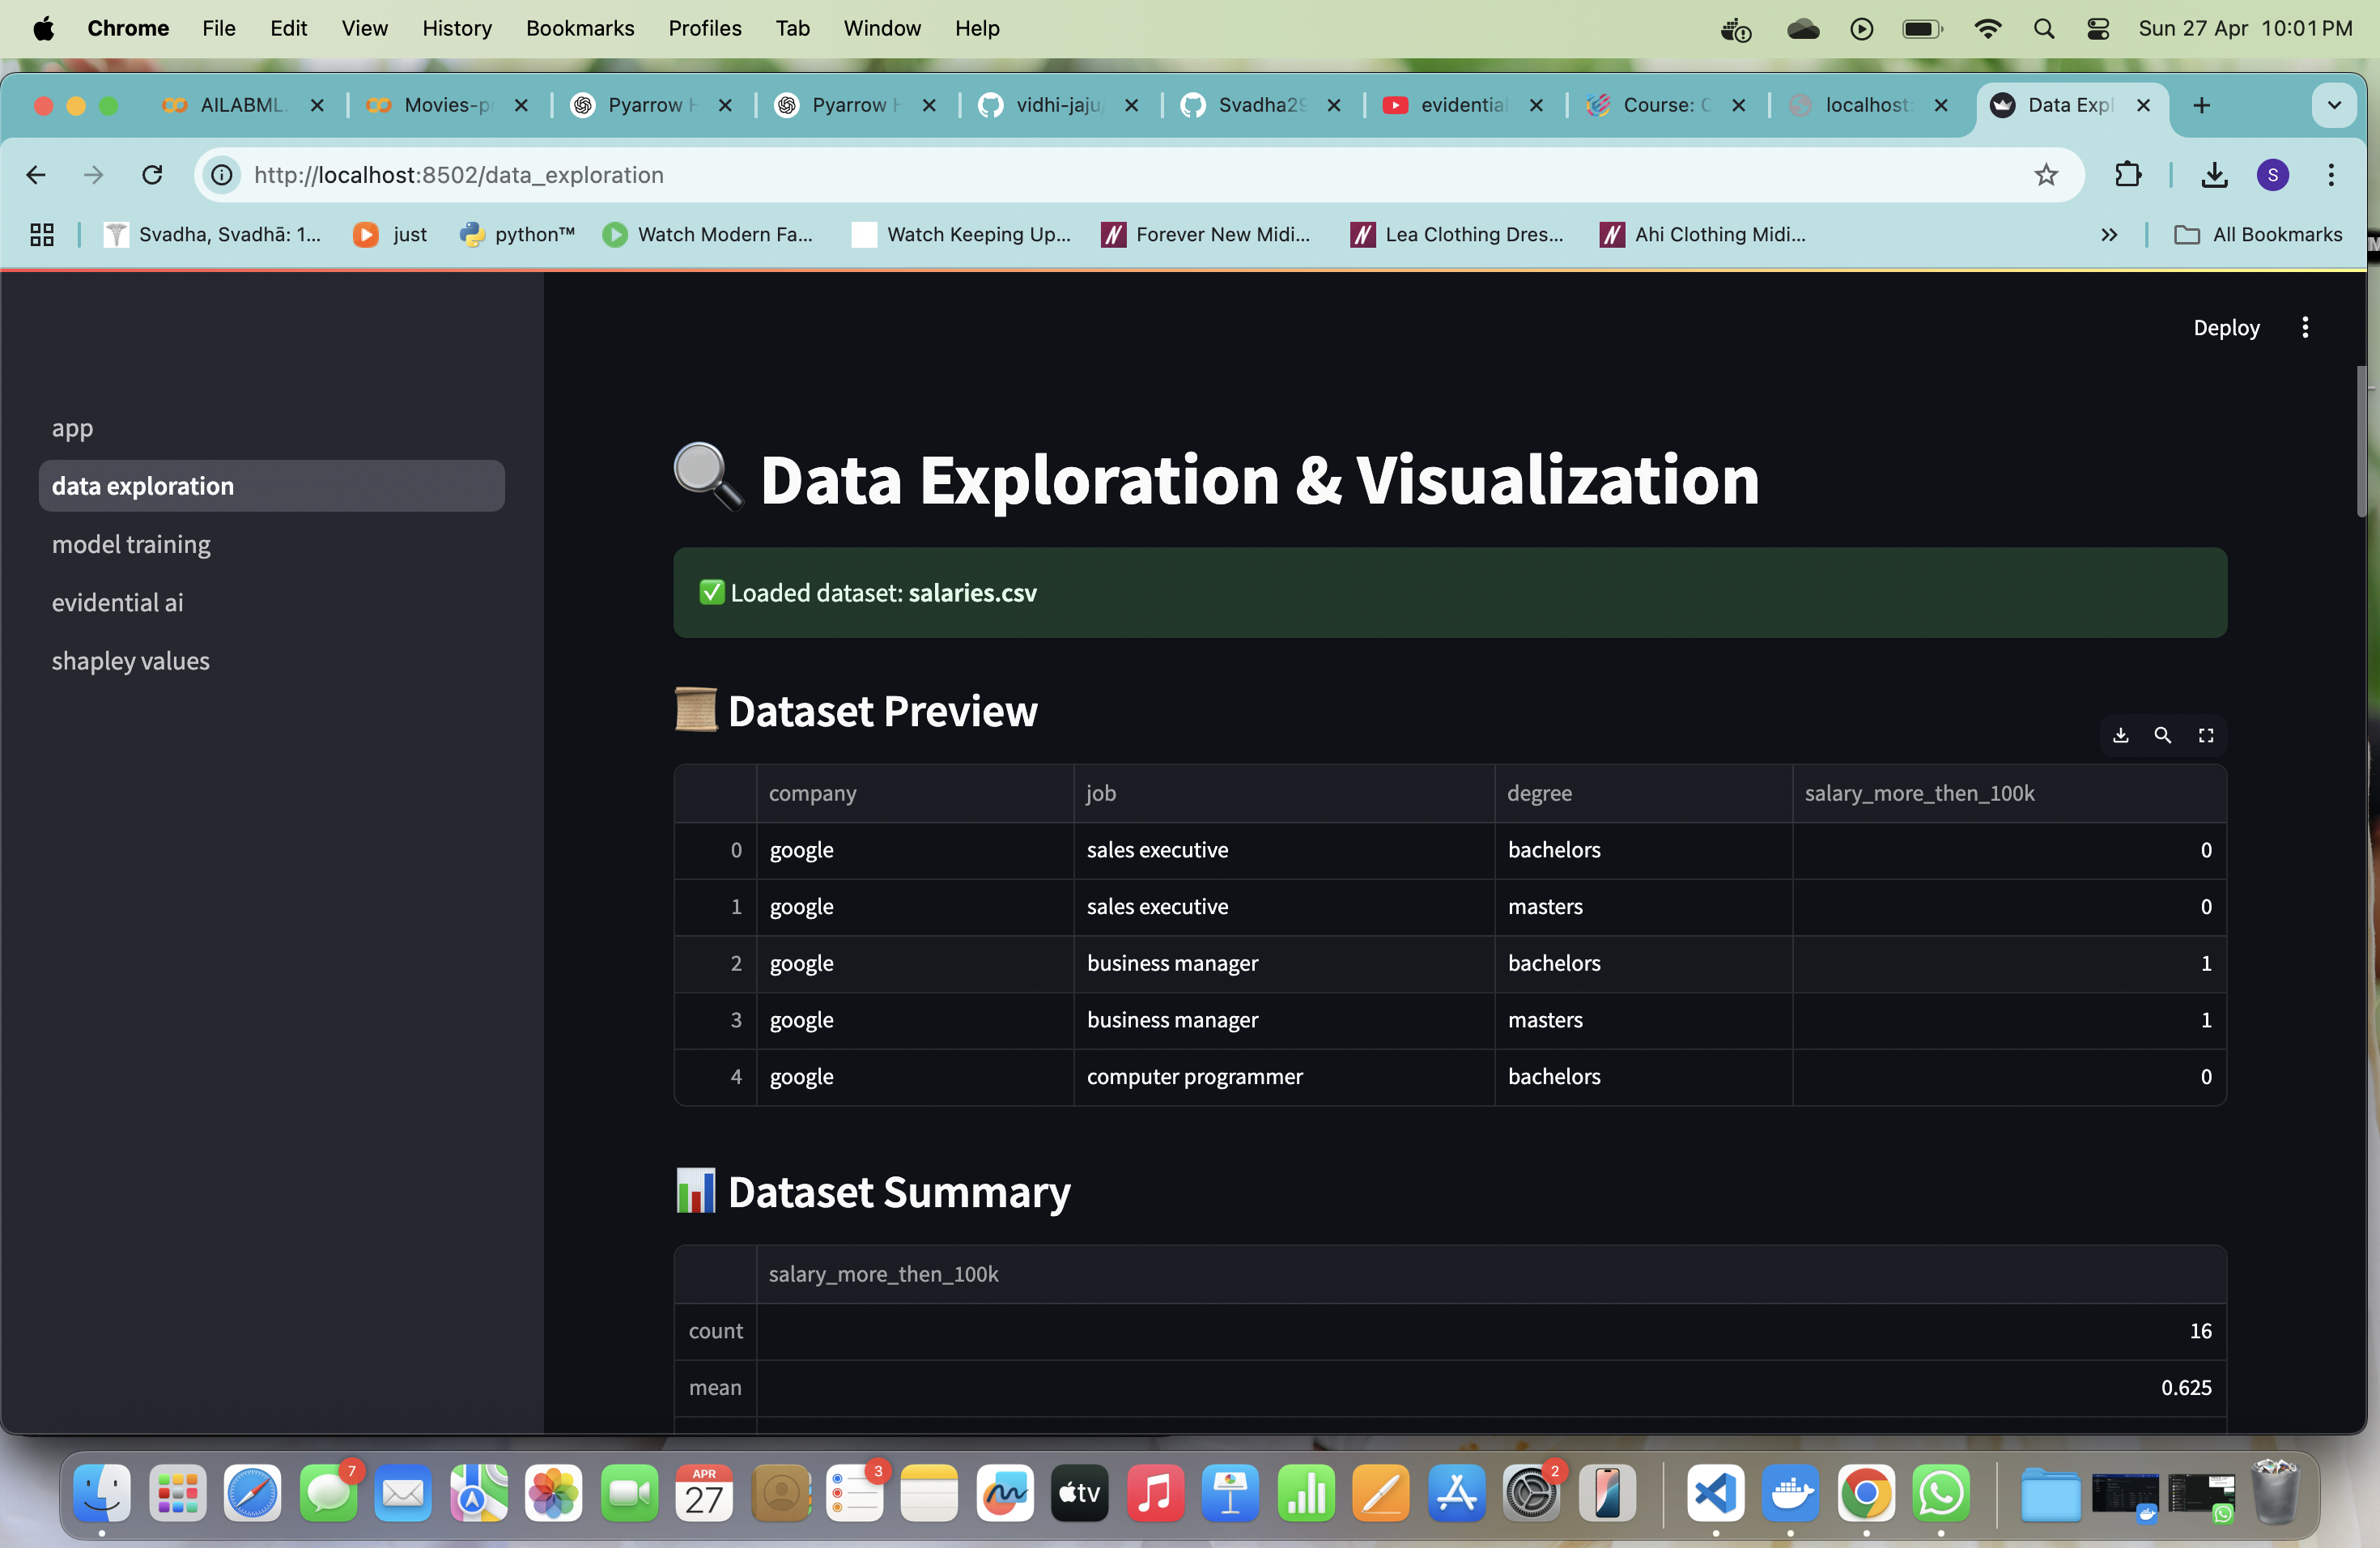 Chrome File Edit View History Bookmarks Profiles Tab Window Help Sun 27 Apr 10:01 PM
AILABML. Movies-p Pyarrow Pyarrow vidhi-jaju/ Svadha29 evidential Course: C localhost: Data Expl
http://localhost:8502/data_exploration S
Svadha, Svadhā: 1... just python™ Watch Modern Fa... Watch Keeping Up... Forever New Midi... Lea Clothing Dres... Ahi Clothing Midi... All Bookmarks
Deploy
app
data exploration
model training
evidential ai
shapley values
Data Exploration & Visualization
Loaded dataset: salaries.csv
Dataset Preview
company job degree salary_more_then_100k
0 google sales executive bachelors 0
1 google sales executive masters 0
2 google business manager bachelors 1
3 google business manager masters 1
4 google computer programmer bachelors 0
Dataset Summary
salary_more_then_100k
count 16
mean 0.625
7 APR 27 3 tv 2